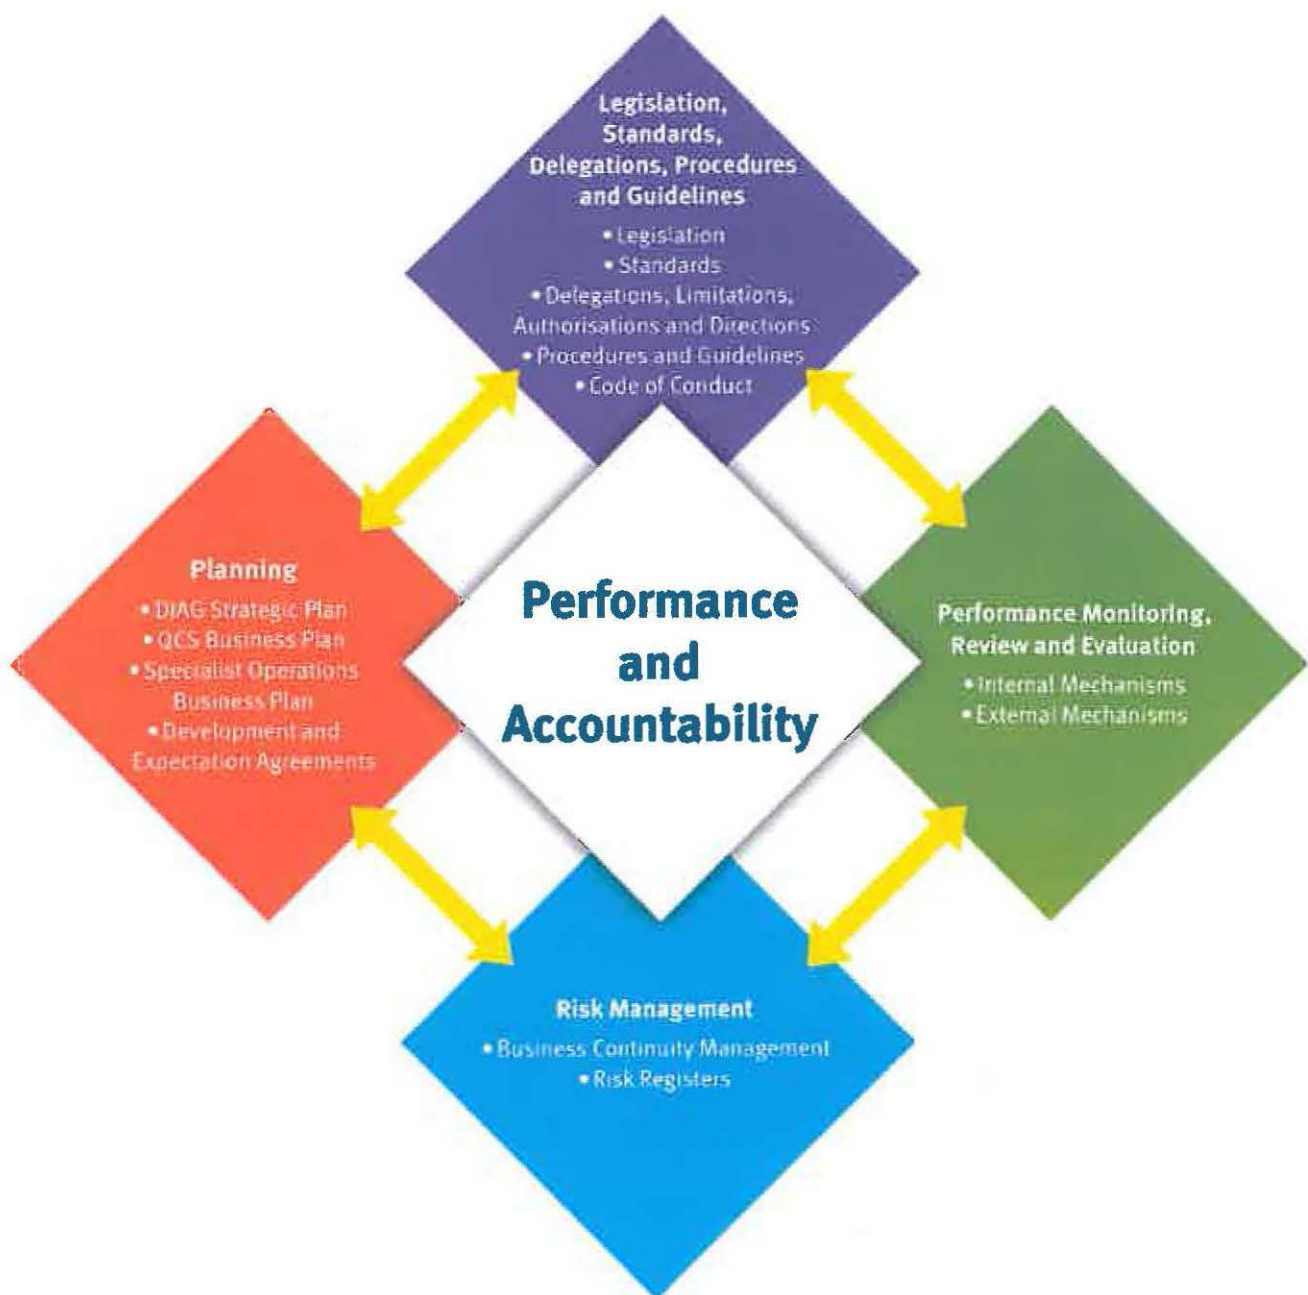 Legislation,
Standards,
Delegations, Procedures
and Guidelines
• Legislation
• Standards
• Delegations, Limitations,
Authorisations and Directions
• Procedures and Guidelines
• Code of Conduct
Planning
• DJAG Strategic Plan
• QCS Business Plan
• Specialist Operations
Business Plan
• Development and
Expectation Agreements
Performance
and
Accountability
Performance Monitoring,
Review and Evaluation
• Internal Mechanisms
• External Mechanisms
Risk Management
• Business Continuity Management
• Risk Registers